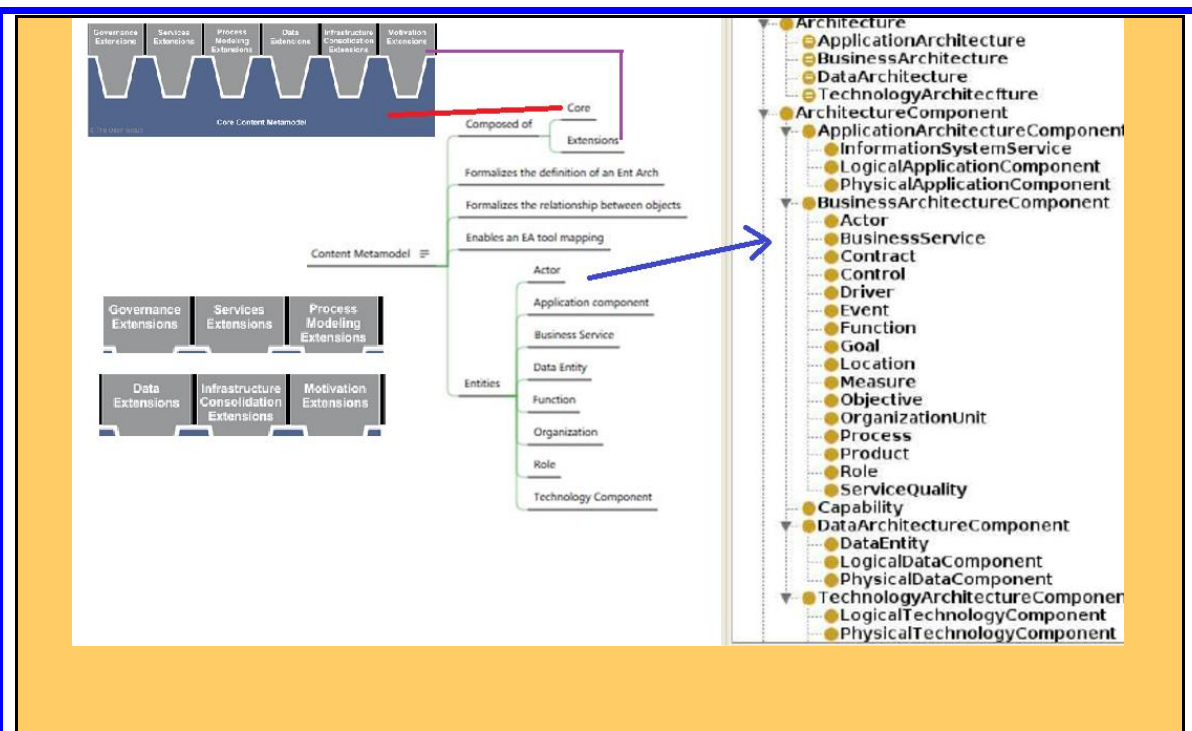 Governance Extensions
Services Extensions
Process Modeling Extensions
Data Extensions
Infrastructure Consolidation Extensions
Motivation Extensions
Core Content Metamodel
Core
Composed of
Extensions
Formalizes the definition of an Ent Arch
Formalizes the relationship between objects
Enables an EA tool mapping
Content Metamodel
Actor
Application component
Business Service
Data Entity
Entities
Function
Organization
Role
Technology Component
Governance
Extensions
Services
Extensions
Process
Modeling
Extensions
Data
Extensions
Infrastructure
Consolidation
Extensions
Motivation
Extensions
Architecture
ApplicationArchitecture
BusinessArchitecture
DataArchitecture
TechnologyArchitecfture
ArchitectureComponent
ApplicationArchitectureComponent
InformationSystemService
LogicalApplicationComponent
PhysicalApplicationComponent
BusinessArchitectureComponent
Actor
BusinessService
Contract
Control
Driver
Event
Function
Goal
Location
Measure
Objective
OrganizationUnit
Process
Product
Role
ServiceQuality
Capability
DataArchitectureComponent
DataEntity
LogicalDataComponent
PhysicalDataComponent
TechnologyArchitectureComponen
LogicalTechnologyComponent
PhysicalTechnologyComponent